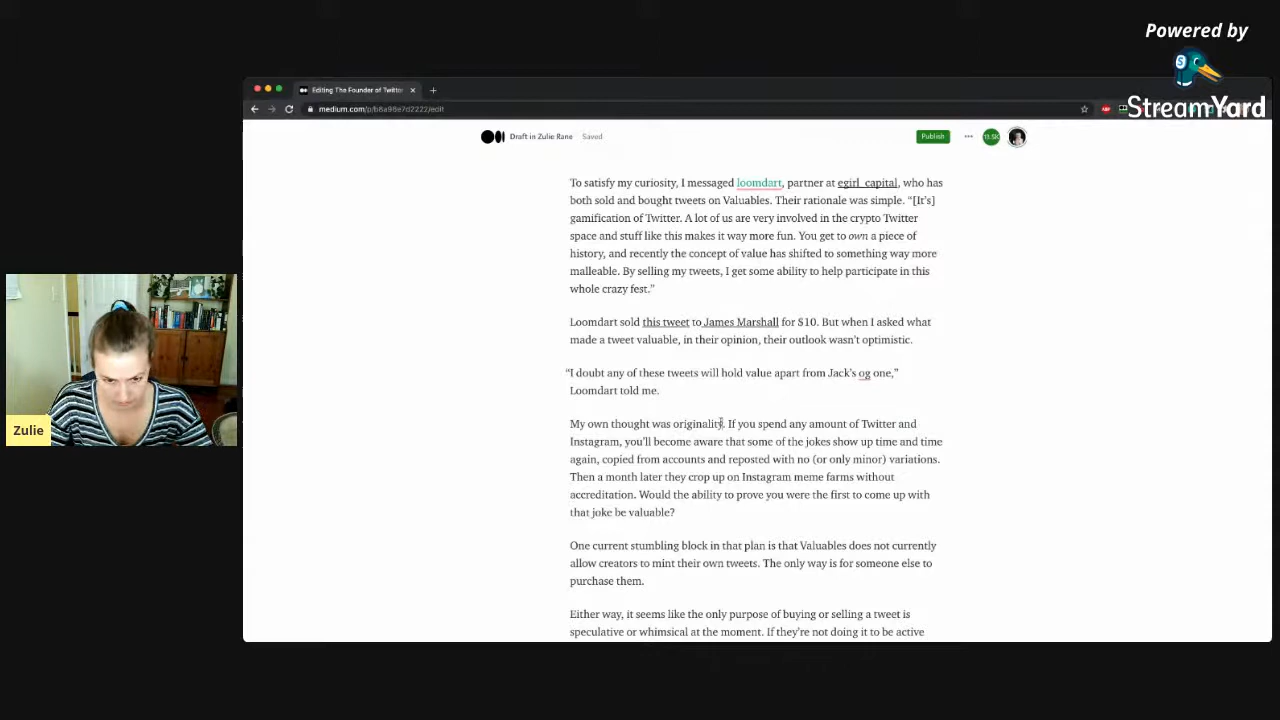 Powered by
StreamYard
Editing The Founder of Twitter
medium.com/p/b8a98e7d2222/edit
Draft in Zulie Rane Saved
Publish
To satisfy my curiosity, I messaged loomdart, partner at egirl_capital, who has
both sold and bought tweets on Valuables. Their rationale was simple. “[It’s]
gamification of Twitter. A lot of us are very involved in the crypto Twitter
space and stuff like this makes it way more fun. You get to own a piece of
history, and recently the concept of value has shifted to something way more
malleable. By selling my tweets, I get some ability to help participate in this
whole crazy fest.”
Loomdart sold this tweet to James Marshall for $10. But when I asked what
made a tweet valuable, in their opinion, their outlook wasn’t optimistic.
“I doubt any of these tweets will hold value apart from Jack’s og one,”
Loomdart told me.
My own thought was originality. If you spend any amount of Twitter and
Instagram, you’ll become aware that some of the jokes show up time and time
again, copied from accounts and reposted with no (or only minor) variations.
Then a month later they crop up on Instagram meme farms without
accreditation. Would the ability to prove you were the first to come up with
that joke be valuable?
One current stumbling block in that plan is that Valuables does not currently
allow creators to mint their own tweets. The only way is for someone else to
purchase them.
Either way, it seems like the only purpose of buying or selling a tweet is
speculative or whimsical at the moment. If they’re not doing it to be active
Zulie